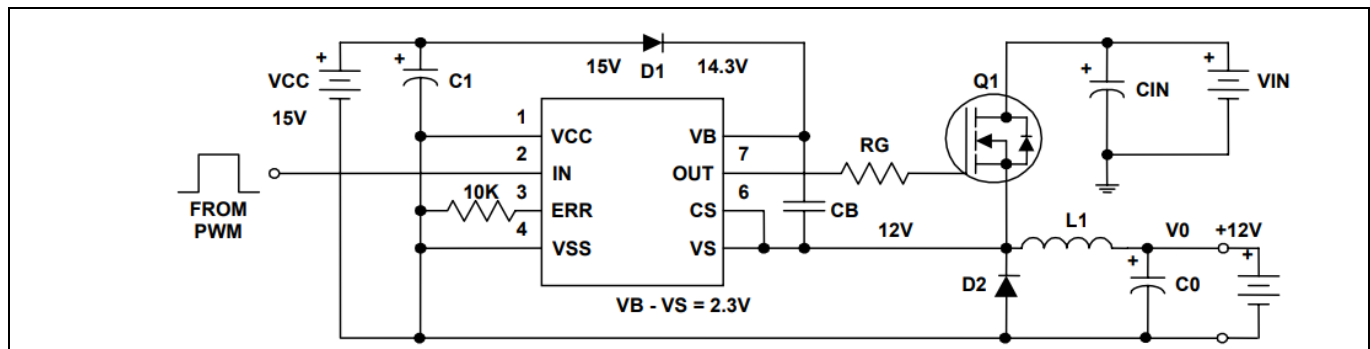 VCC
15V
+
+
C1
15V
D1
14.3V
Q1
+
CIN
+
VIN
FROM
PWM
10K
1
2
3
4
VCC
IN
ERR
VSS
VB
OUT
CS
VS
7
6
RG
CB
12V
L1
V0
+12V
D2
+
C0
+
VB - VS = 2.3V